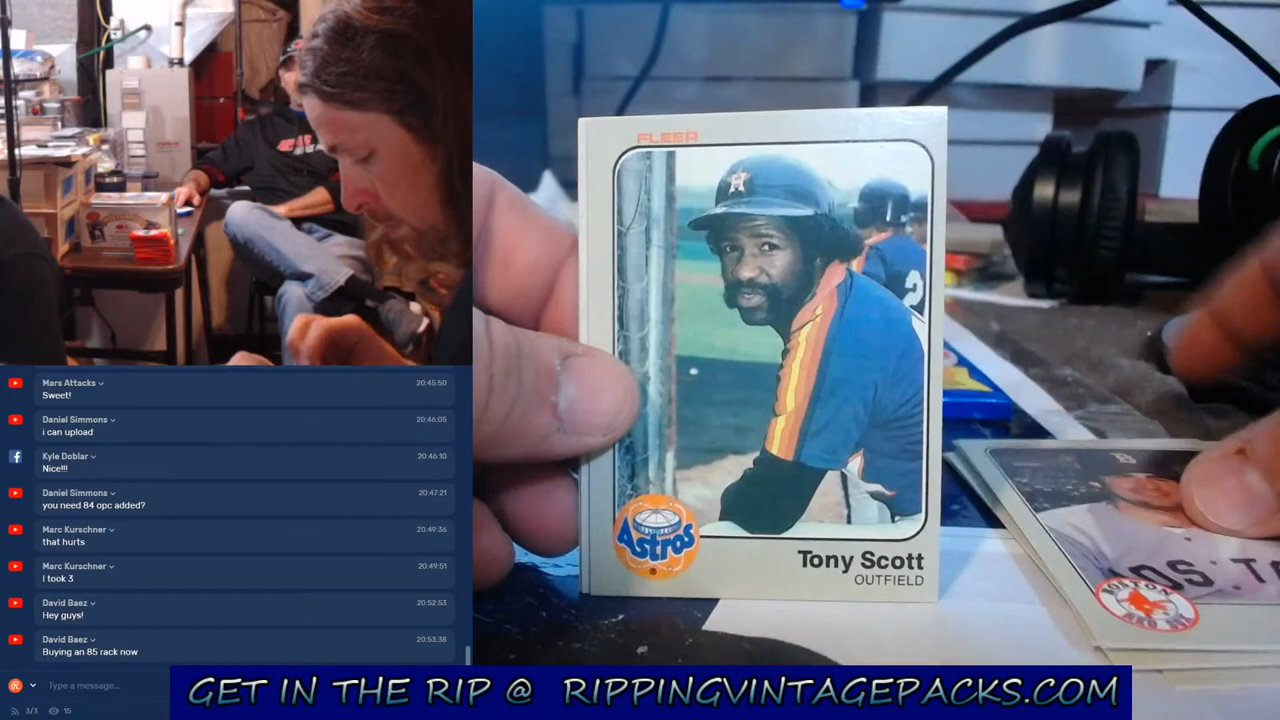 Mars Attacks
20:45:50
Sweet!
Daniel Simmons
20:46:05
i can upload
Kyle Doblar
20:46:10
Nice!!!
Daniel Simmons
20:47:21
you need 84 opc added?
Marc Kurschner
20:49:36
that hurts
Marc Kurschner
20:49:51
I took 3
David Baez
20:52:53
Hey guys!
David Baez
20:53:38
Buying an 85 rack now
Type a message...
3/3
15
FLEER
2
Astros
Tony Scott
OUTFIELD
B
BOSTON
RED SOX
GET IN THE RIP @ RIPPINGVINTAGEPACKS.COM